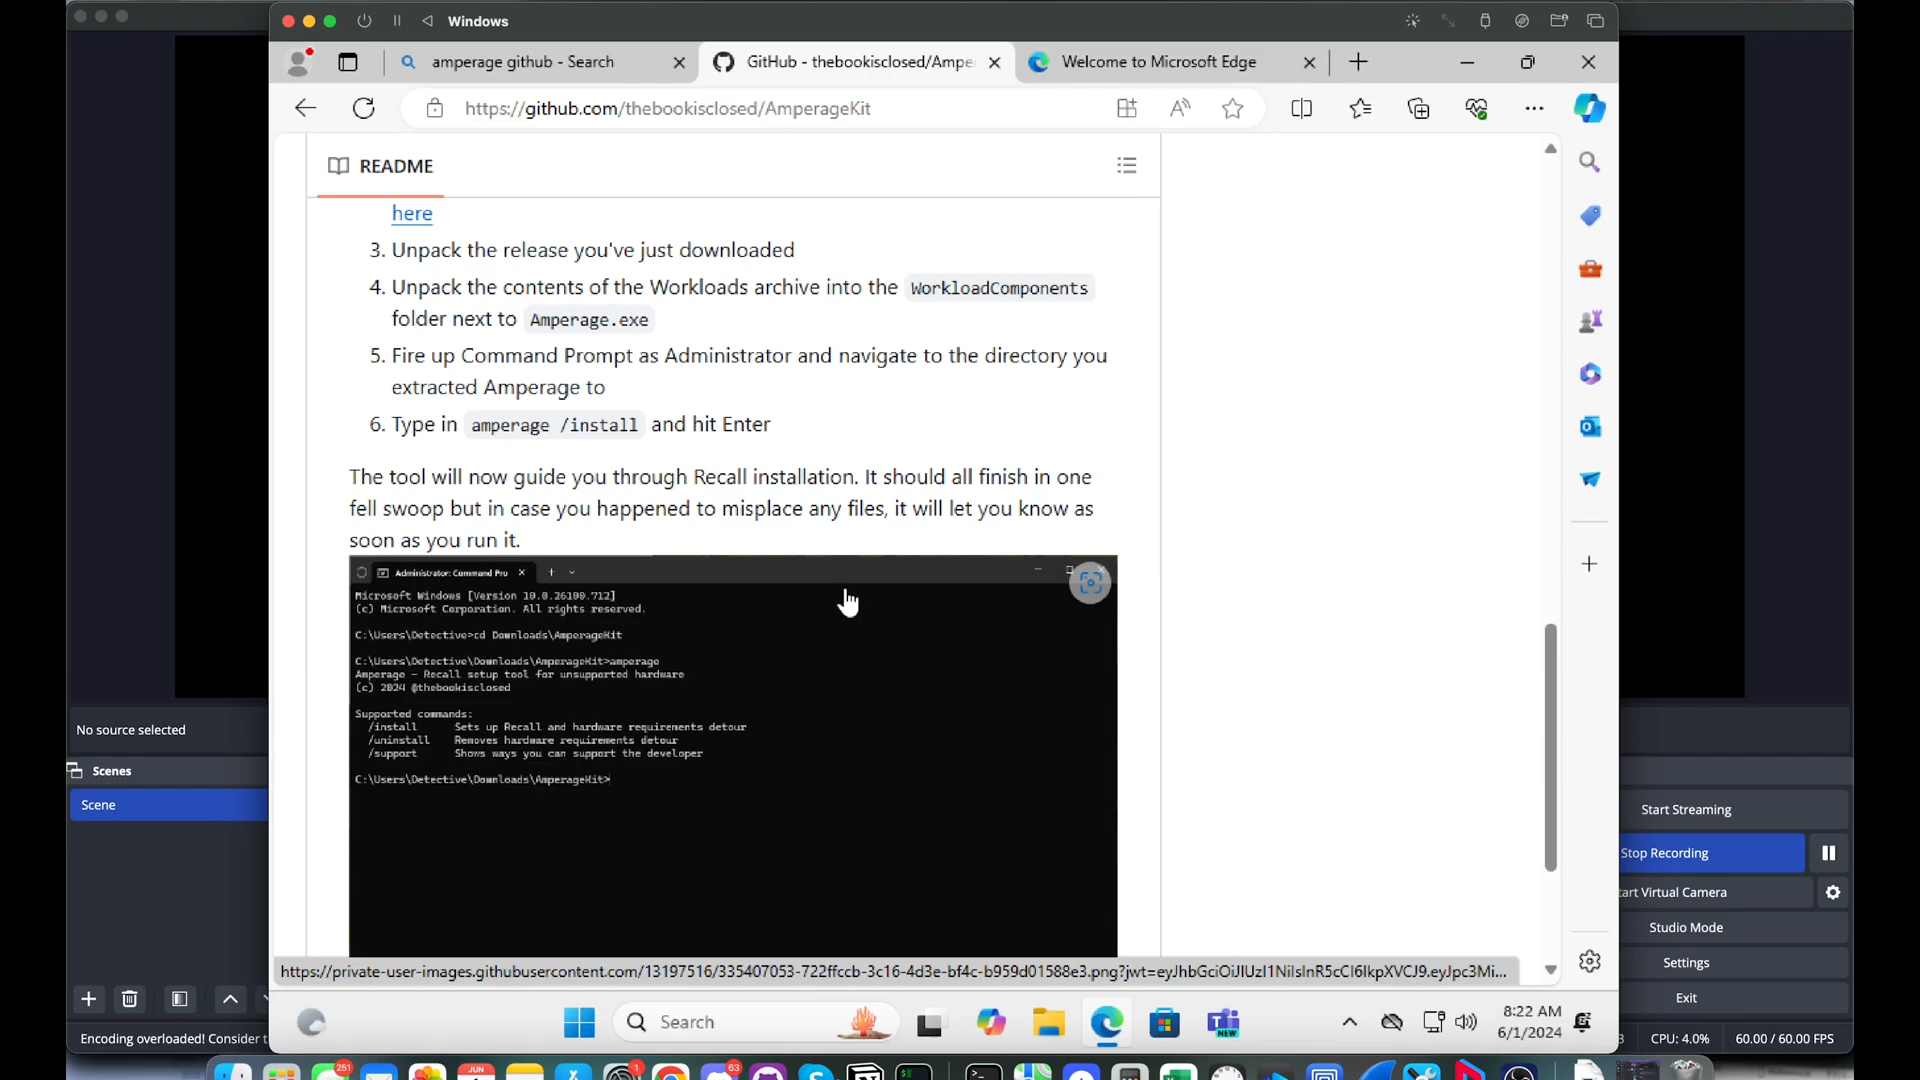 Windows
amperage github - Search
GitHub - thebookisclosed/Ampe
Welcome to Microsoft Edge
https://github.com/thebookisclosed/AmperageKit
README
here
3. Unpack the release you've just downloaded
4. Unpack the contents of the Workloads archive into the WorkloadComponents
folder next to Amperage.exe
5. Fire up Command Prompt as Administrator and navigate to the directory you
extracted Amperage to
6. Type in amperage /install and hit Enter
The tool will now guide you through Recall installation. It should all finish in one
fell swoop but in case you happened to misplace any files, it will let you know as
soon as you run it.
Administrator: Command Pro
Microsoft Windows [Version 10.0.26100.712]
(c) Microsoft Corporation. All rights reserved.
C:\Users\Detective>cd Downloads\AmperageKit
C:\Users\Detective\Downloads\AmperageKit>amperage
Amperage - Recall setup tool for unsupported hardware
(c) 2024 @thebookisclosed
Supported commands:
/install Sets up Recall and hardware requirements detour
/uninstall Removes hardware requirements detour
/support Shows ways you can support the developer
C:\Users\Detective\Downloads\AmperageKit>
No source selected
Scenes
Scene
Start Streaming
Stop Recording
tart Virtual Camera
Studio Mode
Settings
Exit
https://private-user-images.githubusercontent.com/13197516/335407053-722ffccb-3c16-4d3e-bf4c-b959d01588e3.png?jwt=eyJhbGciOiJIUzI1NiIsInR5cCI6IkpXVCJ9.eyJpc3Mi...
Search
NEW
8:22 AM
6/1/2024
Encoding overloaded! Consider t
CPU: 4.0%
60.00 / 60.00 FPS
251
JUN
1
63